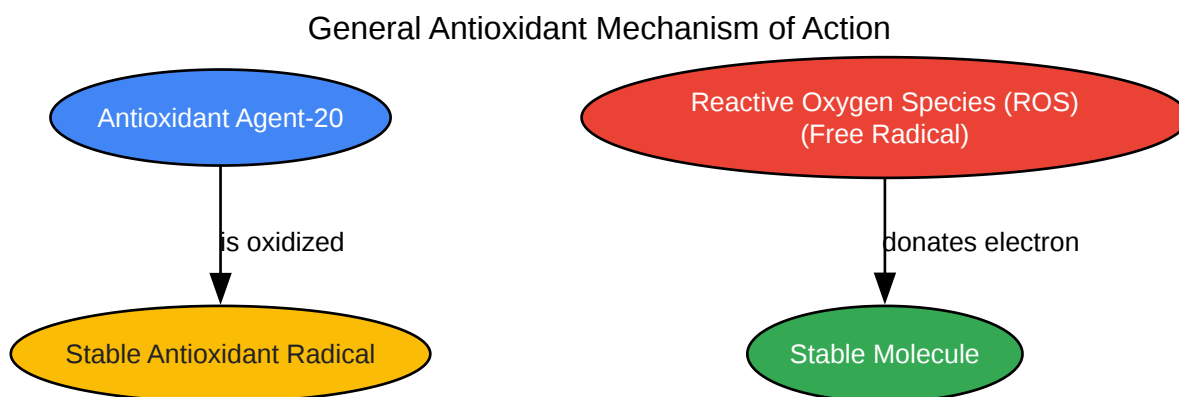 General Antioxidant Mechanism of Action
Antioxidant Agent-20
Reactive Oxygen Species (ROS)
(Free Radical)
is oxidized
donates electron
Stable Antioxidant Radical
Stable Molecule